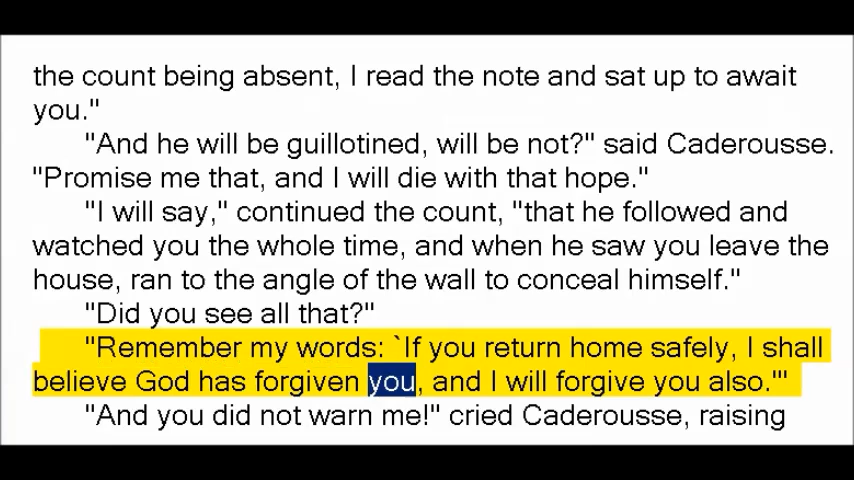 the count being absent, I read the note and sat up to await
you."
"And he will be guillotined, will be not?" said Caderousse.
"Promise me that, and I will die with that hope."
"I will say," continued the count, "that he followed and
watched you the whole time, and when he saw you leave the
house, ran to the angle of the wall to conceal himself."
"Did you see all that?"
"Remember my words: `If you return home safely, I shall
believe God has forgiven you, and I will forgive you also.'"
"And you did not warn me!" cried Caderousse, raising